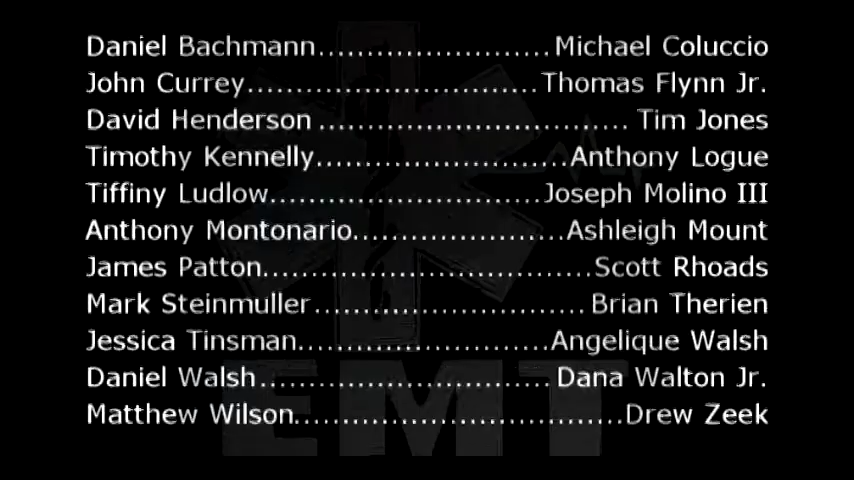 Daniel Bachmann........................Michael Coluccio
John Currey..............................Thomas Flynn Jr.
David Henderson................................Tim Jones
Timothy Kennelly..........................Anthony Logue
Tiffiny Ludlow............................Joseph Molino III
Anthony Montonario......................Ashleigh Mount
James Patton..................................Scott Rhoads
Mark Steinmuller............................Brian Therien
Jessica Tinsman..........................Angelique Walsh
Daniel Walsh..............................Dana Walton Jr.
Matthew Wilson..................................Drew Zeek
EMT